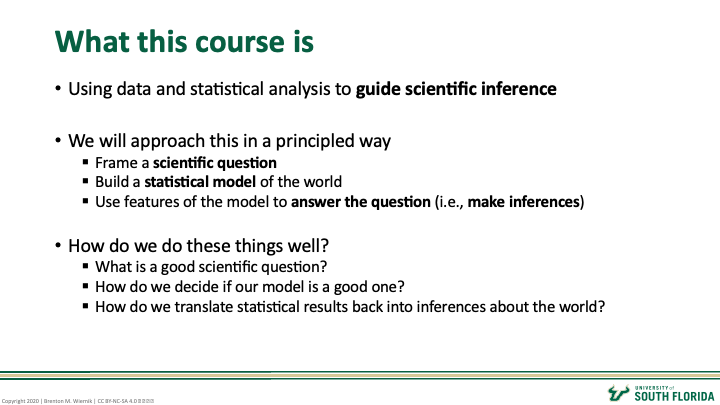 What this course is
• Using data and statistical analysis to guide scientific inference
• We will approach this in a principled way
▪ Frame a scientific question
▪ Build a statistical model of the world
▪ Use features of the model to answer the question (i.e., make inferences)
• How do we do these things well?
▪ What is a good scientific question?
▪ How do we decide if our model is a good one?
▪ How do we translate statistical results back into inferences about the world?
Copyright 2020 | Brenton M. Wiernik | CC BY-NC-SA 4.0
UNIVERSITY of
SOUTH FLORIDA